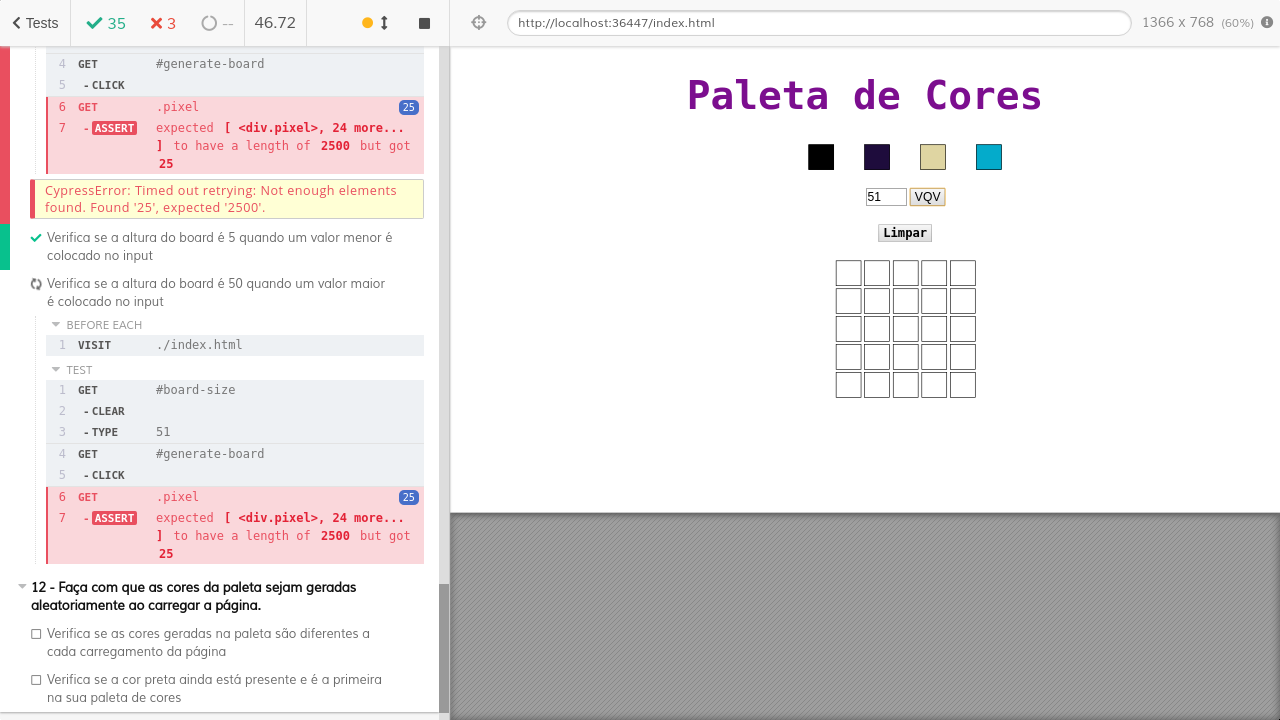 Tests
35
3
--
46.72
http://localhost:36447/index.html
1366 x 768 (60%)
4 GET #generate-board
5 - CLICK
6 GET .pixel 25
7 - ASSERT expected [ <div.pixel>, 24 more...
] to have a length of 2500 but got
25
CypressError: Timed out retrying: Not enough elements
found. Found '25', expected '2500'.
Verifica se a altura do board é 5 quando um valor menor é
colocado no input
Verifica se a altura do board é 50 quando um valor maior
é colocado no input
BEFORE EACH
1 VISIT ./index.html
TEST
1 GET #board-size
2 - CLEAR
3 - TYPE 51
4 GET #generate-board
5 - CLICK
6 GET .pixel 25
7 - ASSERT expected [ <div.pixel>, 24 more...
] to have a length of 2500 but got
25
12 - Faça com que as cores da paleta sejam geradas
aleatoriamente ao carregar a página.
Verifica se as cores geradas na paleta são diferentes a
cada carregamento da página
Verifica se a cor preta ainda está presente e é a primeira
na sua paleta de cores
Paleta de Cores
51 VQV
Limpar